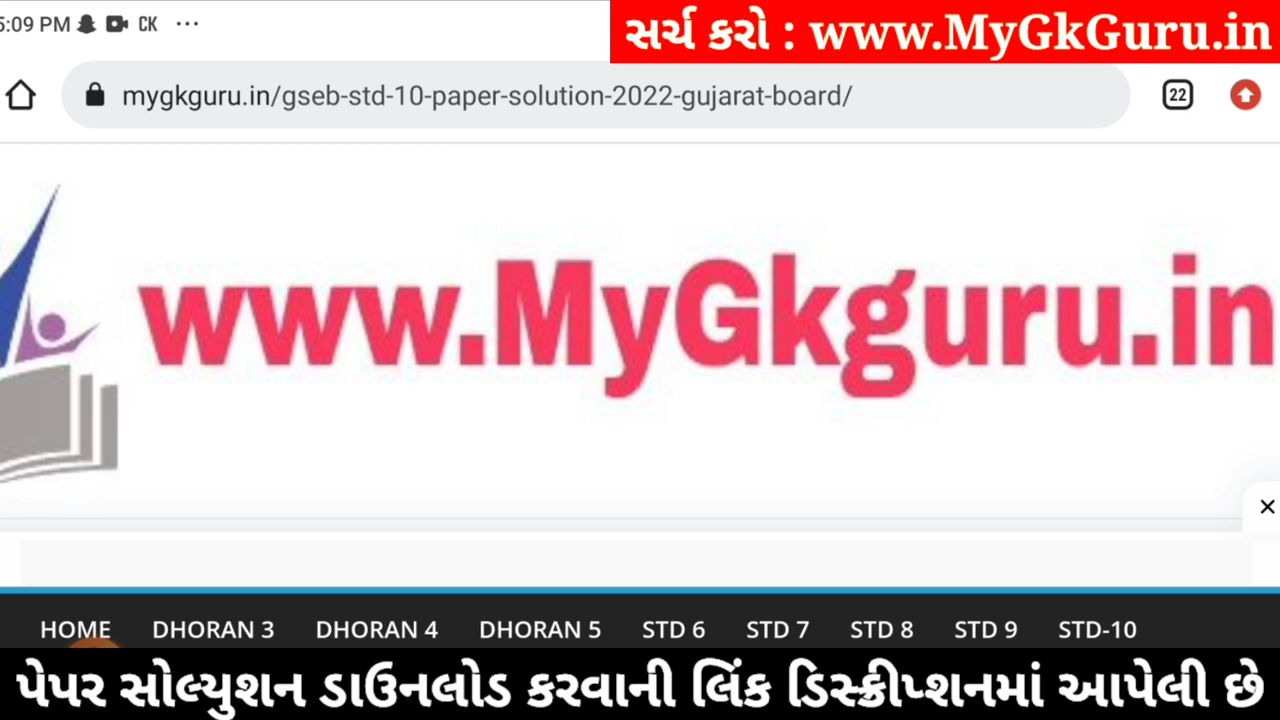 5:09 PM CK ...
સર્ચ કરો : www.MyGkGuru.in
mygkguru.in/gseb-std-10-paper-solution-2022-gujarat-board/
22
www.MyGkguru.in
HOME DHORAN 3 DHORAN 4 DHORAN 5 STD 6 STD 7 STD 8 STD 9 STD-10
પેપર સોલ્યુશન ડાઉનલોડ કરવાની લિંક ડિસ્ક્રીપ્શનમાં આપેલી છે